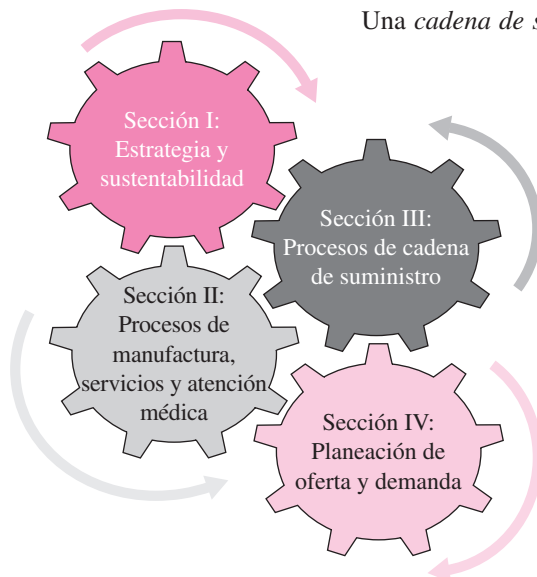 Una cadena de s
Sección I:
Estrategia y
sustentabilidad
Sección III:
Procesos de cadena
de suministro
Sección II:
Procesos de
manufactura,
servicios y atención
médica
Sección IV:
Planeación de
oferta y demanda